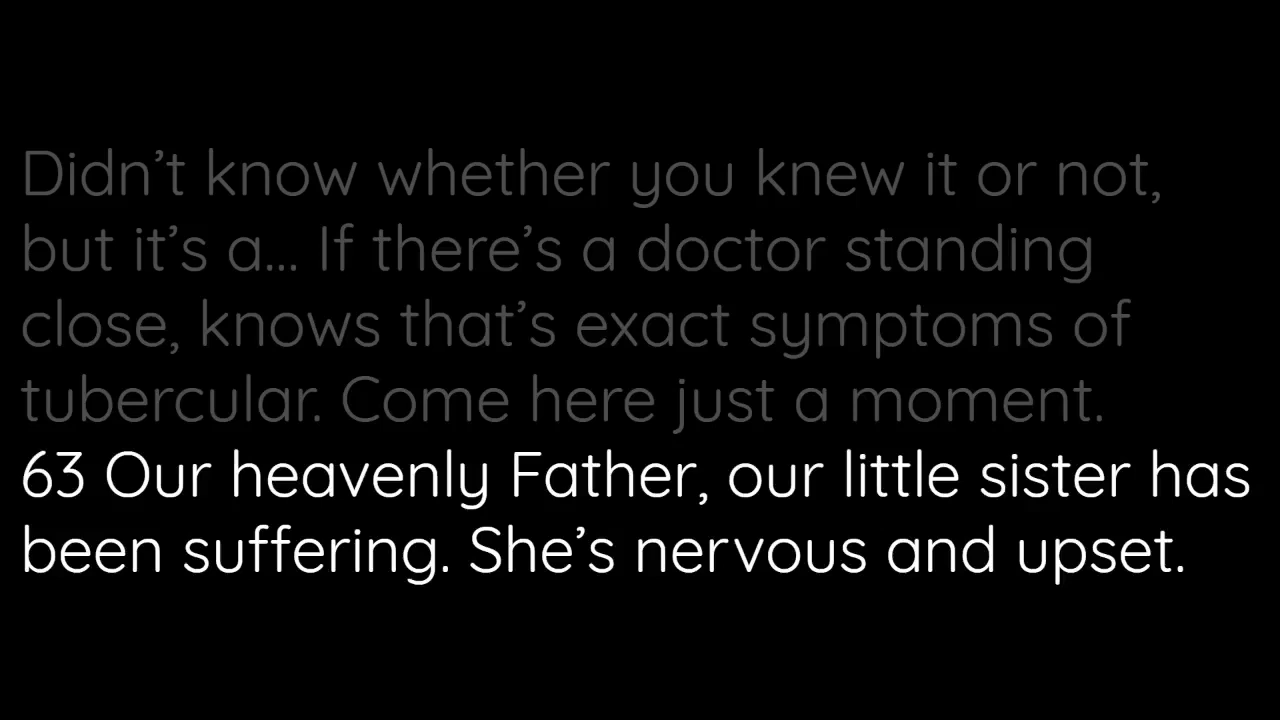 Didn’t know whether you knew it or not,
but it’s a... If there’s a doctor standing
close, knows that’s exact symptoms of
tubercular. Come here just a moment.
63 Our heavenly Father, our little sister has
been suffering. She’s nervous and upset.